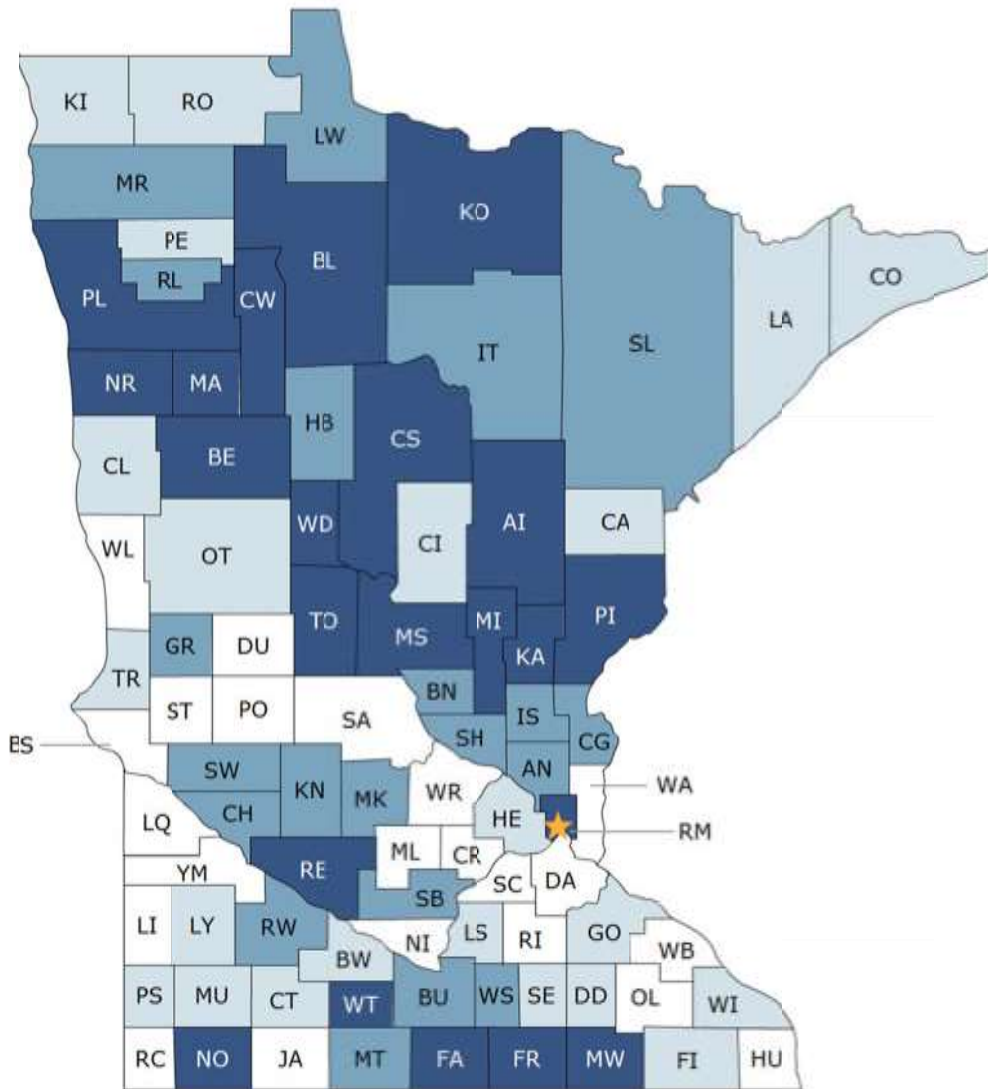 KI
RO
LW
MR
KO
PE
BL
RL
CW
PL
CO
LA
IT
SL
NR
MA
HB
CS
BE
CL
WD
AI
CA
WL
OT
CI
TO
MS
MI
PI
KA
GR
DU
TR
BN
ST
PO
SA
IS
CG
ES
SH
AN
SW
KN
MK
WR
WA
CH
LQ
HE
RM
ML
CR
YM
RE
DA
SC
SB
LI
LY
RW
NI
LS
RI
GO
WB
BW
PS
MU
CT
WT
BU
WS
SE
DD
OL
WI
RC
NO
JA
MT
FA
FR
MW
FI
HU